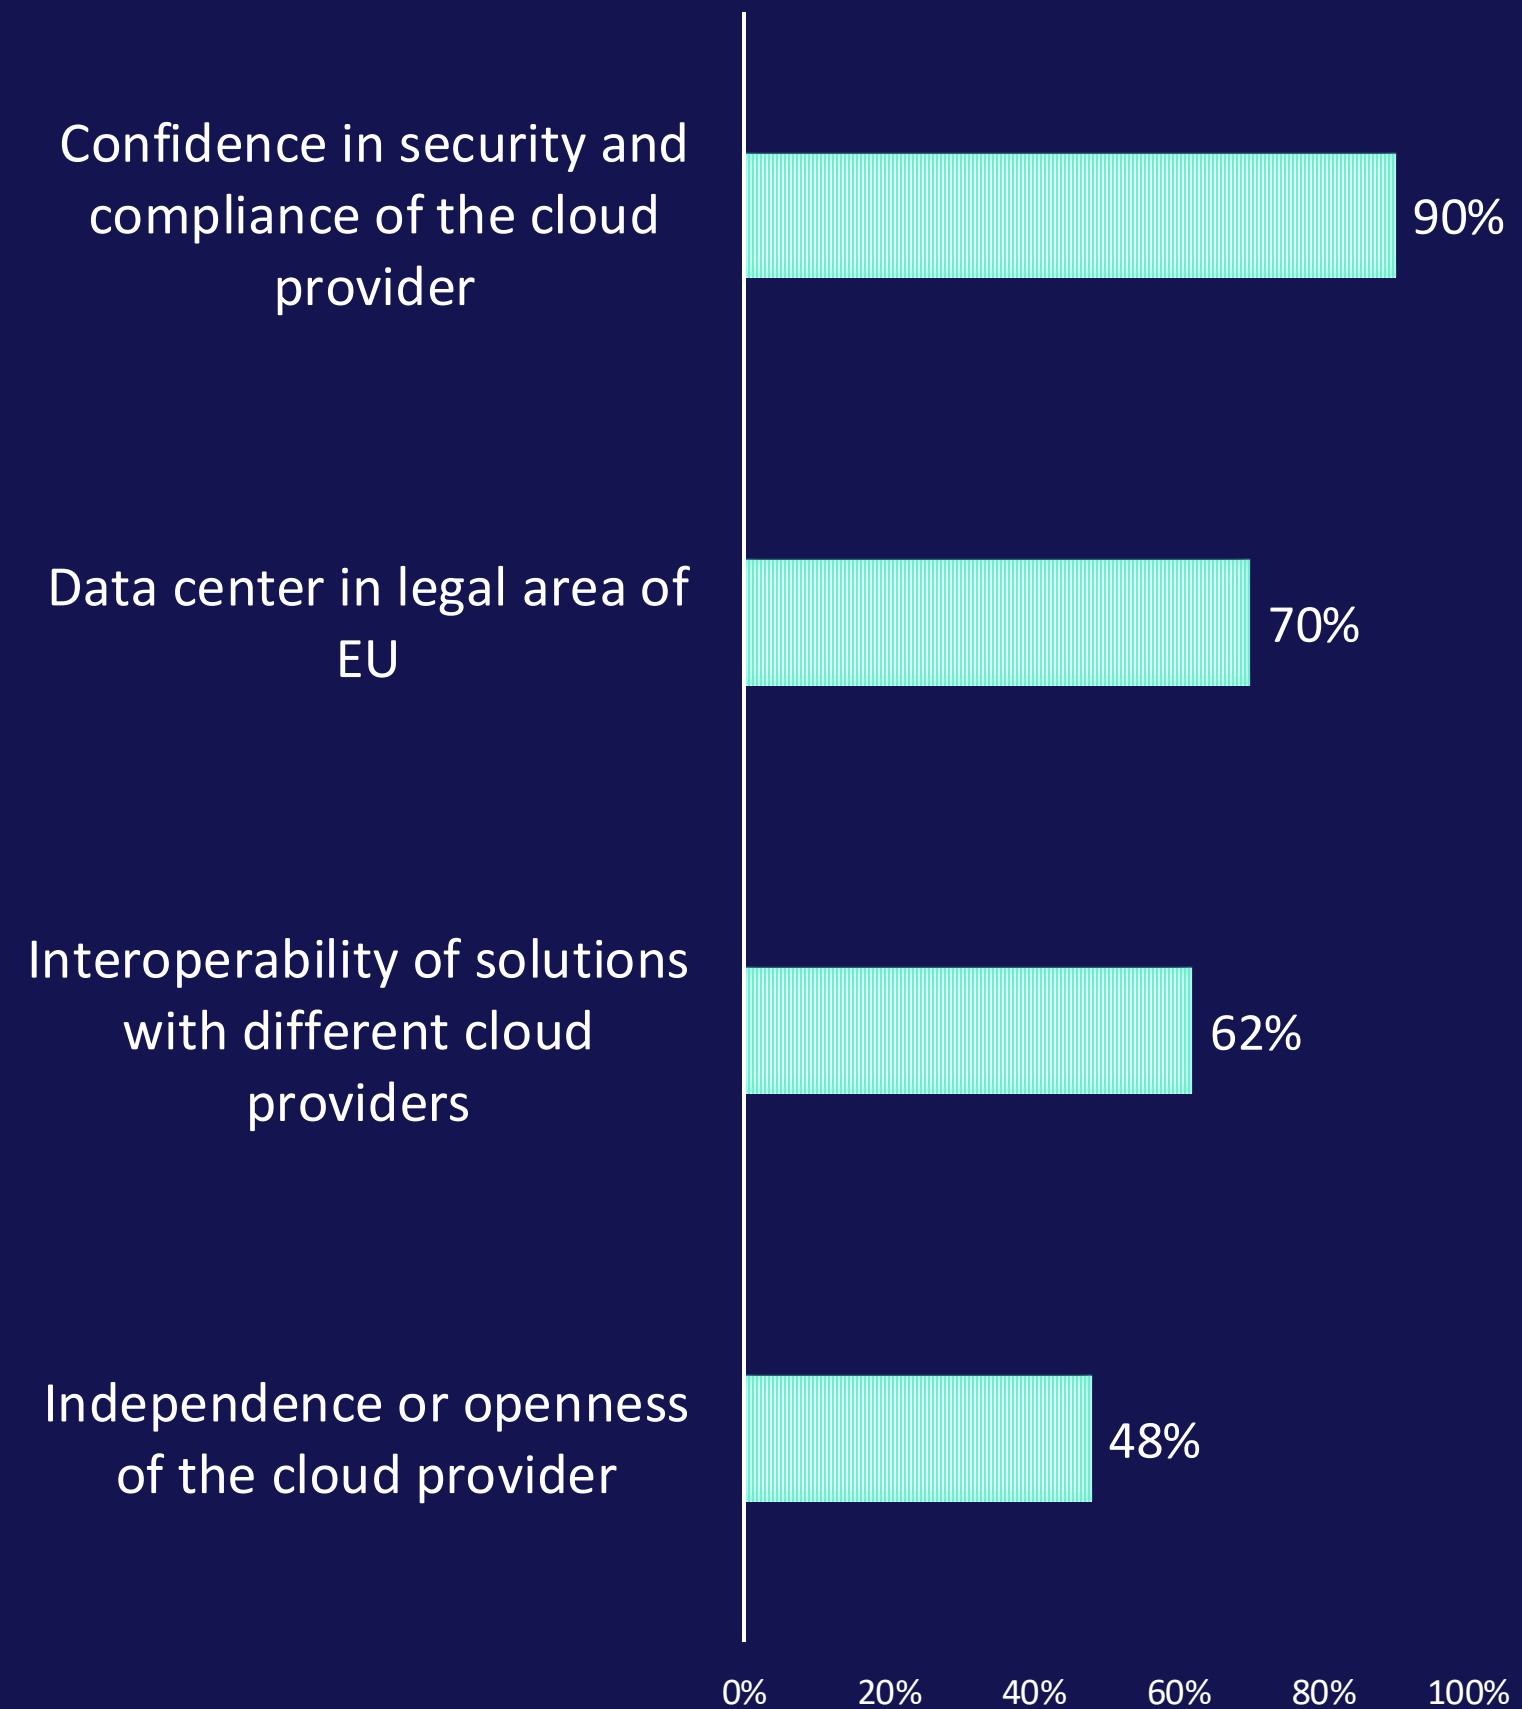 Confidence in security and
compliance of the cloud
provider
90%
Data center in legal area of
EU
70%
Interoperability of solutions
with different cloud
providers
62%
Independence or openness
of the cloud provider
48%
0% 20% 40% 60% 80% 100%